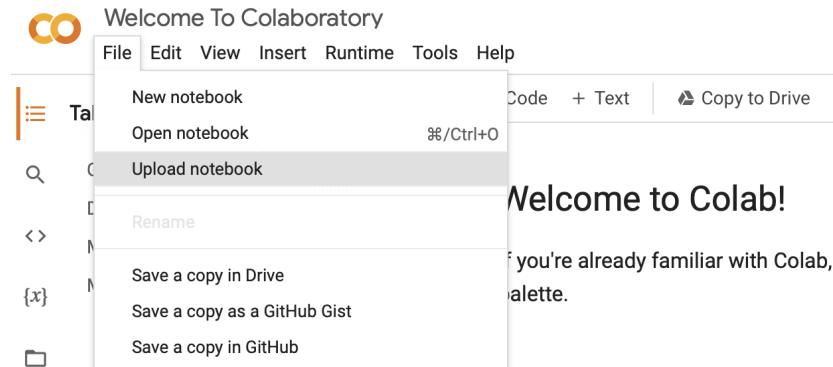 Welcome To Colaboratory
File Edit View Insert Runtime Tools Help
Code + Text Copy to Drive
New notebook
Open notebook ⌘/Ctrl+O
Upload notebook
Rename
Save a copy in Drive
Save a copy as a GitHub Gist
Save a copy in GitHub
{x}
Welcome to Colab!
you're already familiar with Colab,
palette.